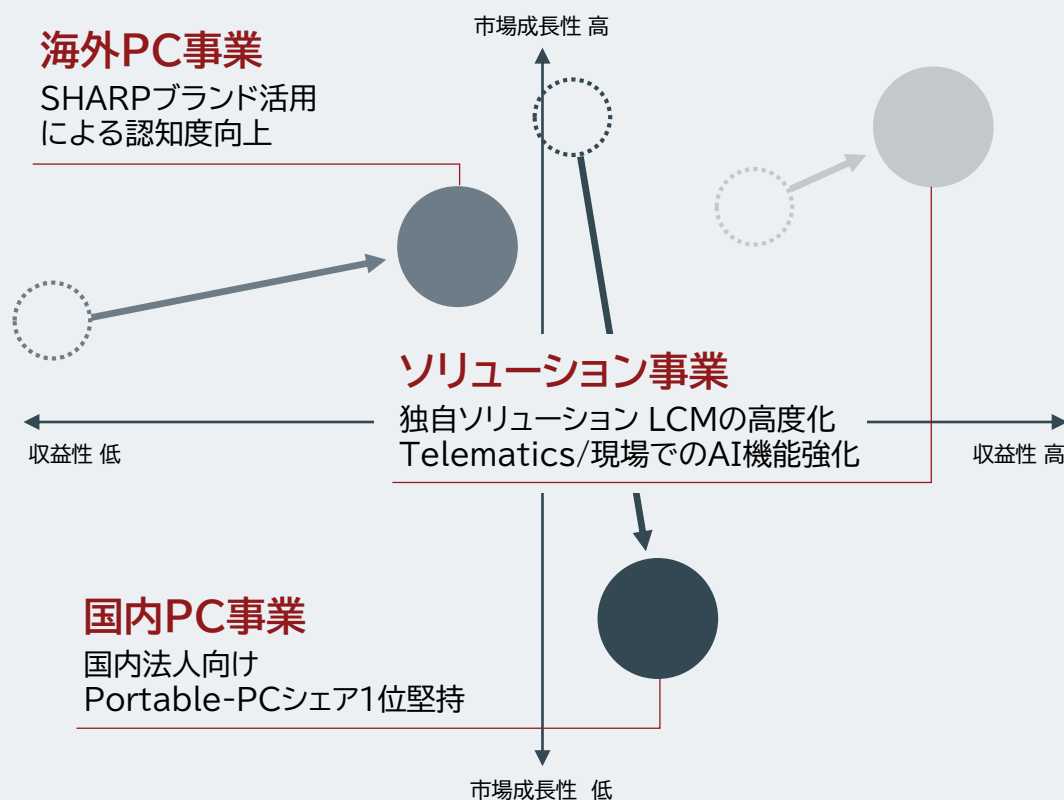 市場成長性 高
海外PC事業
SHARPブランド活用
による認知度向上
ソリューション事業
独自ソリューション LCMの高度化
Telematics/現場でのAI機能強化
収益性 低
収益性 高
国内PC事業
国内法人向け
Portable-PCシェア1位堅持
市場成長性 低